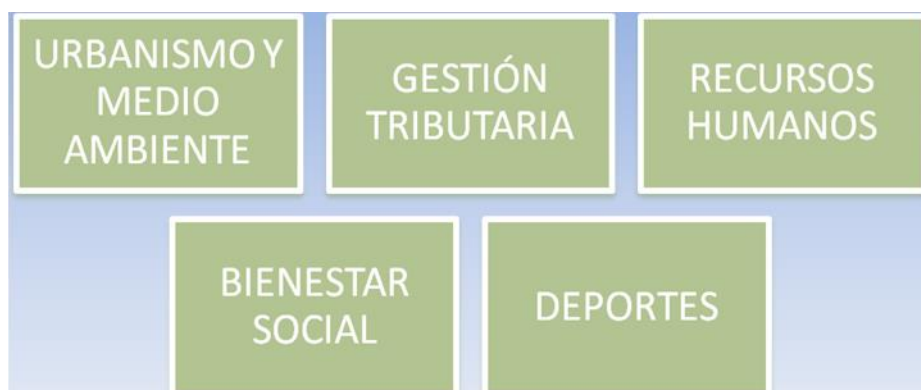 URBANISMO Y
MEDIO
AMBIENTE
GESTIÓN
TRIBUTARIA
RECURSOS
HUMANOS
BIENESTAR
SOCIAL
DEPORTES